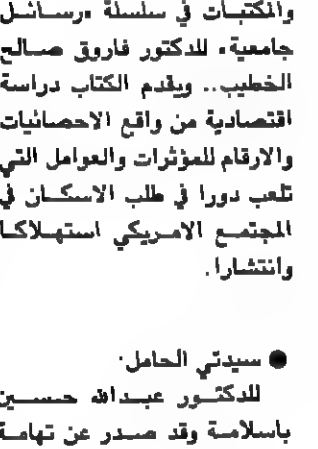 والمكتبات في سلسلة «رسائل
جامعية» للدكتور فاروق صالح
الخطيب.. ويقدم الكتاب دراسة
اقتصادية من واقع الاحصائيات
والارقام للمؤثرات والعوامل التي
تلعب دورا في طلب الاسكان في
المجتمع الامريكي استهلاكا
وانتشارا.
● سيدتي الحامل:
للدكتور عبدالله حسين
باسلامة وقد صدر عن تهامة